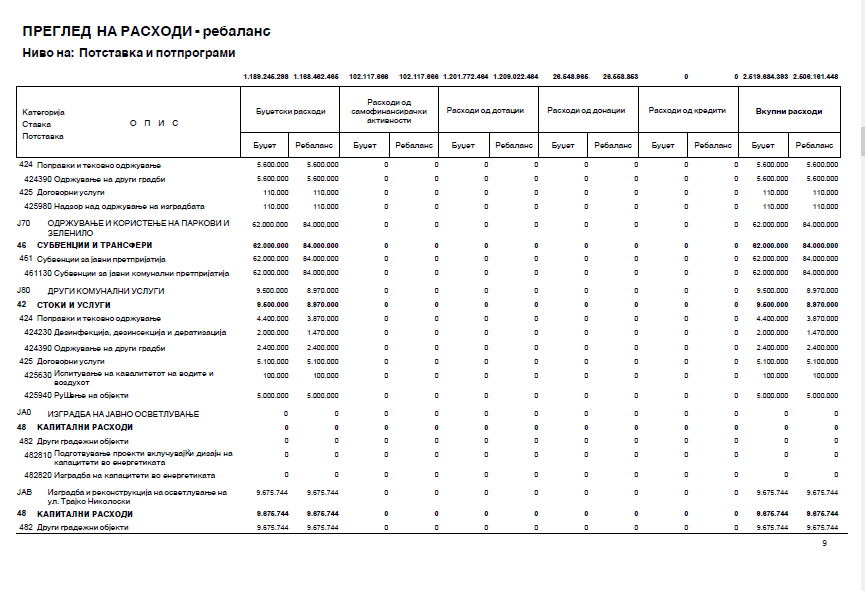 ПРЕГЛЕД НА РАСХОДИ - ребаланс
Ниво на: Потставка и потпрограми
1.189.245.298 1.168.462.465 102.117.666 102.117.666 1.201.772.464 1.209.022.464 26.548.965 26.558.853 0 0 2.519.684.393 2.506.161.448
Категорија
Ставка
Потставка
О П И С
Буџетски расходи
Расходи од самофинансирачки активности
Расходи од дотации
Расходи од донации
Расходи од кредити
Вкупни расходи
Буџет Ребаланс Буџет Ребаланс Буџет Ребаланс Буџет Ребаланс Буџет Ребаланс Буџет Ребаланс
424 Поправки и тековно одржување 5.600.000 5.600.000 0 0 0 0 0 0 0 0 5.600.000 5.600.000
424390 Одржување на други градби 5.600.000 5.600.000 0 0 0 0 0 0 0 0 5.600.000 5.600.000
425 Договорни услуги 110.000 110.000 0 0 0 0 0 0 0 0 110.000 110.000
425980 Надзор над одржување на изградбата 110.000 110.000 0 0 0 0 0 0 0 0 110.000 110.000
J70 ОДРЖУВАЊЕ И КОРИСТЕЊЕ НА ПАРКОВИ И 62.000.000 84.000.000 0 0 0 0 0 0 0 0 62.000.000 84.000.000
ЗЕЛЕНИЛО
46 СУБВЕНЦИИ И ТРАНСФЕРИ 62.000.000 84.000.000 0 0 0 0 0 0 0 0 62.000.000 84.000.000
461 Субвенции за јавни претпријатија 62.000.000 84.000.000 0 0 0 0 0 0 0 0 62.000.000 84.000.000
461130 Субвенции за јавни комунални претпријатија 62.000.000 84.000.000 0 0 0 0 0 0 0 0 62.000.000 84.000.000
J80 ДРУГИ КОМУНАЛНИ УСЛУГИ 9.500.000 8.970.000 0 0 0 0 0 0 0 0 9.500.000 8.970.000
42 СТОКИ И УСЛУГИ 9.500.000 8.970.000 0 0 0 0 0 0 0 0 9.500.000 8.970.000
424 Поправки и тековно одржување 4.400.000 3.870.000 0 0 0 0 0 0 0 0 4.400.000 3.870.000
424230 Дезинфекција, дезинсекција и дератизација 2.000.000 1.470.000 0 0 0 0 0 0 0 0 2.000.000 1.470.000
424390 Одржување на други градби 2.400.000 2.400.000 0 0 0 0 0 0 0 0 2.400.000 2.400.000
425 Договорни услуги 5.100.000 5.100.000 0 0 0 0 0 0 0 0 5.100.000 5.100.000
425630 Испитување на кавалитетот на водите и 100.000 100.000 0 0 0 0 0 0 0 0 100.000 100.000
воздухот
425940 РуШење на објекти 5.000.000 5.000.000 0 0 0 0 0 0 0 0 5.000.000 5.000.000
JA0 ИЗГРАДБА НА ЈАВНО ОСВЕТЛУВАЊЕ 0 0 0 0 0 0 0 0 0 0 0 0
48 КАПИТАЛНИ РАСХОДИ 0 0 0 0 0 0 0 0 0 0 0 0
482 Други градежни објекти 0 0 0 0 0 0 0 0 0 0 0 0
482810 Подготвување проекти вклучувајЌи дизајн на 0 0 0 0 0 0 0 0 0 0 0 0
капацитети во енергетиката
482820 Изградба на капацитети во енергетиката 0 0 0 0 0 0 0 0 0 0 0 0
JAB Изградба и реконструкција на осветлување на 9.675.744 9.675.744 0 0 0 0 0 0 0 0 9.675.744 9.675.744
ул. Трајко Николоски
48 КАПИТАЛНИ РАСХОДИ 9.675.744 9.675.744 0 0 0 0 0 0 0 0 9.675.744 9.675.744
482 Други градежни објекти 9.675.744 9.675.744 0 0 0 0 0 0 0 0 9.675.744 9.675.744
9